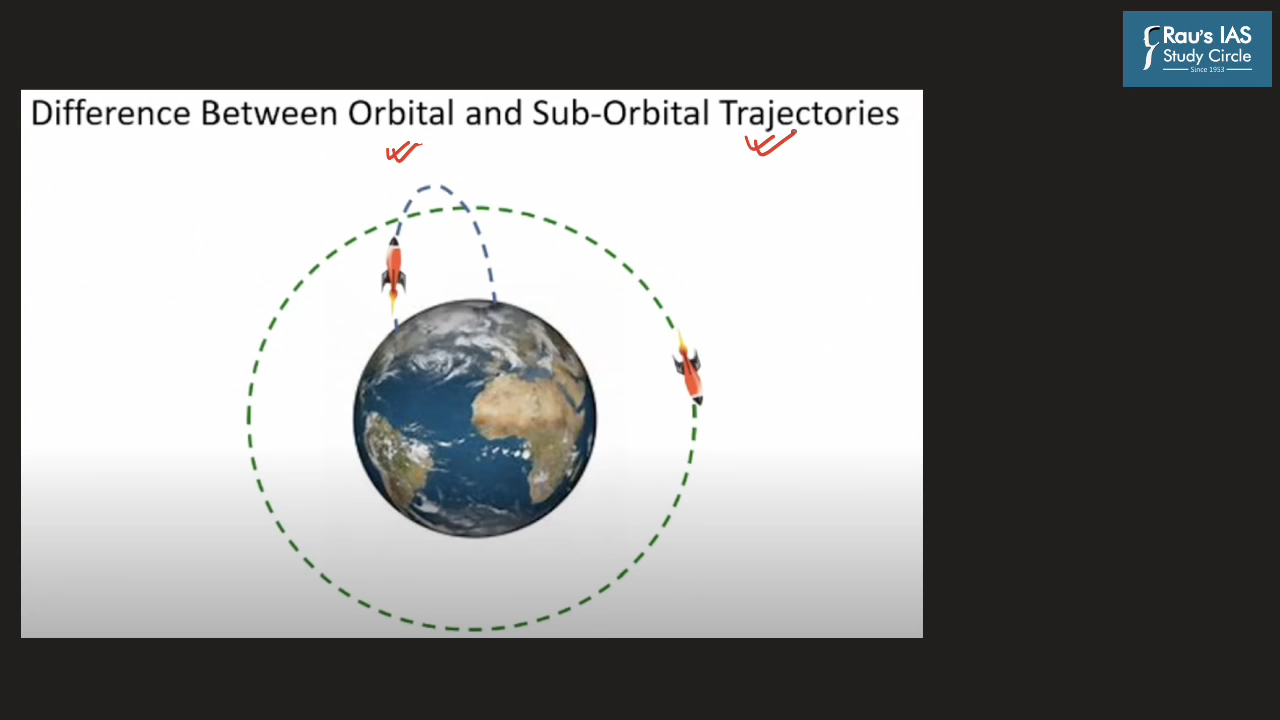 Rau's IAS
Study Circle
Since 1953
Difference Between Orbital and Sub-Orbital Trajectories